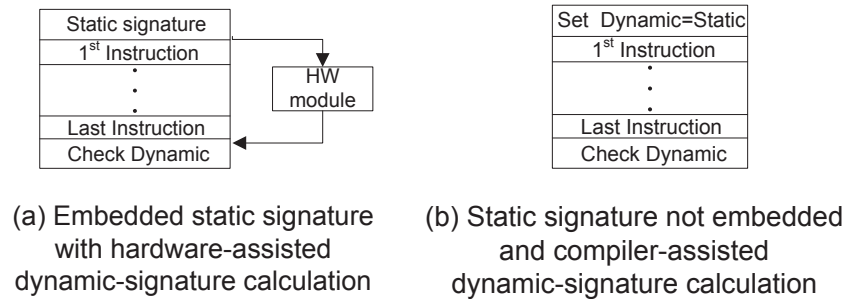 Static signature
1st Instruction
Last Instruction
Check Dynamic
HW
module
Set Dynamic=Static
1st Instruction
Last Instruction
Check Dynamic
(a) Embedded static signature
with hardware-assisted
dynamic-signature calculation
(b) Static signature not embedded
and compiler-assisted
dynamic-signature calculation